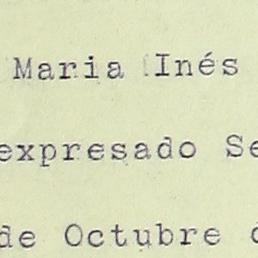 Maria Inés
expresado Se
de Octubre d